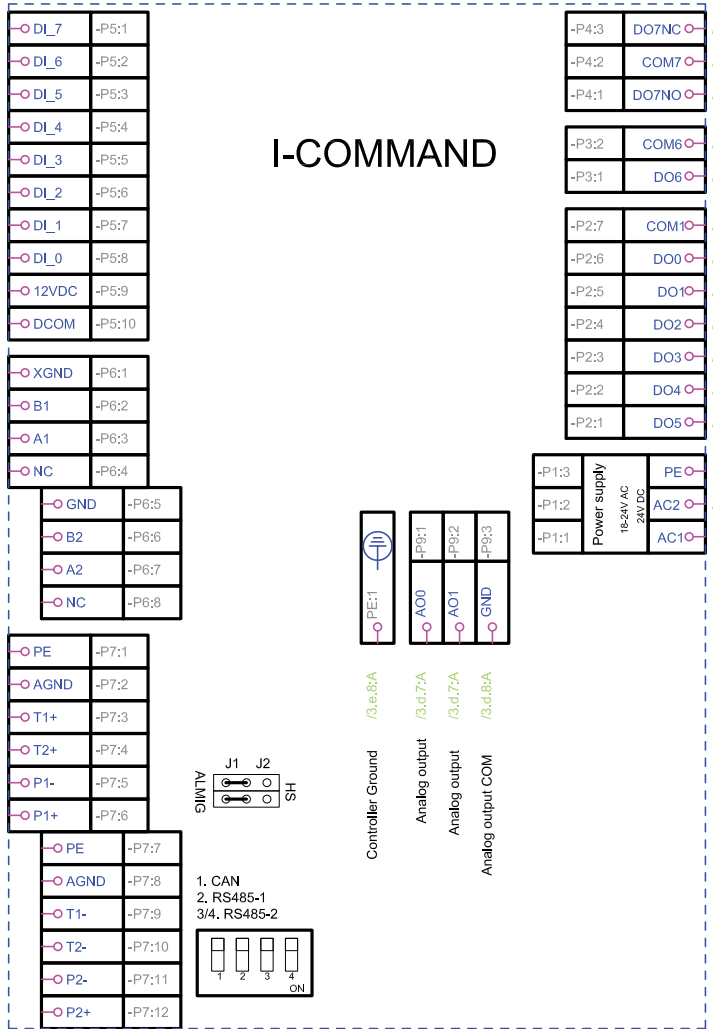 DI_7 -P5:1
DI_6 -P5:2
DI_5 -P5:3
DI_4 -P5:4
DI_3 -P5:5
DI_2 -P5:6
DI_1 -P5:7
DI_0 -P5:8
12VDC -P5:9
DCOM -P5:10
XGND -P6:1
B1 -P6:2
A1 -P6:3
NC -P6:4
GND -P6:5
B2 -P6:6
A2 -P6:7
NC -P6:8
PE -P7:1
AGND -P7:2
T1+ -P7:3
T2+ -P7:4
P1- -P7:5
P1+ -P7:6
PE -P7:7
AGND -P7:8
T1- -P7:9
T2- -P7:10
P2- -P7:11
P2+ -P7:12
I-COMMAND
-P4:3 DO7NC
-P4:2 COM7
-P4:1 DO7NO
-P3:2 COM6
-P3:1 DO6
-P2:7 COM1
-P2:6 DO0
-P2:5 DO1
-P2:4 DO2
-P2:3 DO3
-P2:2 DO4
-P2:1 DO5
-P1:3 PE
-P1:2 AC2
-P1:1 AC1
Power supply
18-24V AC
24V DC
PE:1
/3.e.8:A
Controller Ground
-P9:1 AO0
/3.d.7:A
Analog output
-P9:2 AO1
/3.d.7:A
Analog output
-P9:3 GND
/3.d.8:A
Analog output COM
J1 J2
ALMIG
HS
1. CAN
2. RS485-1
3/4. RS485-2
1 2 3 4
ON